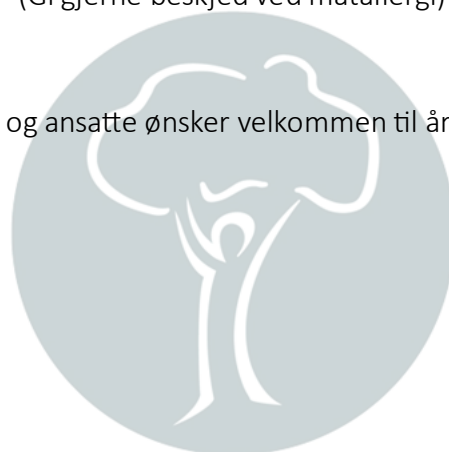 (Gi gjerne beskjed ved matallergi)
og ansatte ønsker velkommen til år